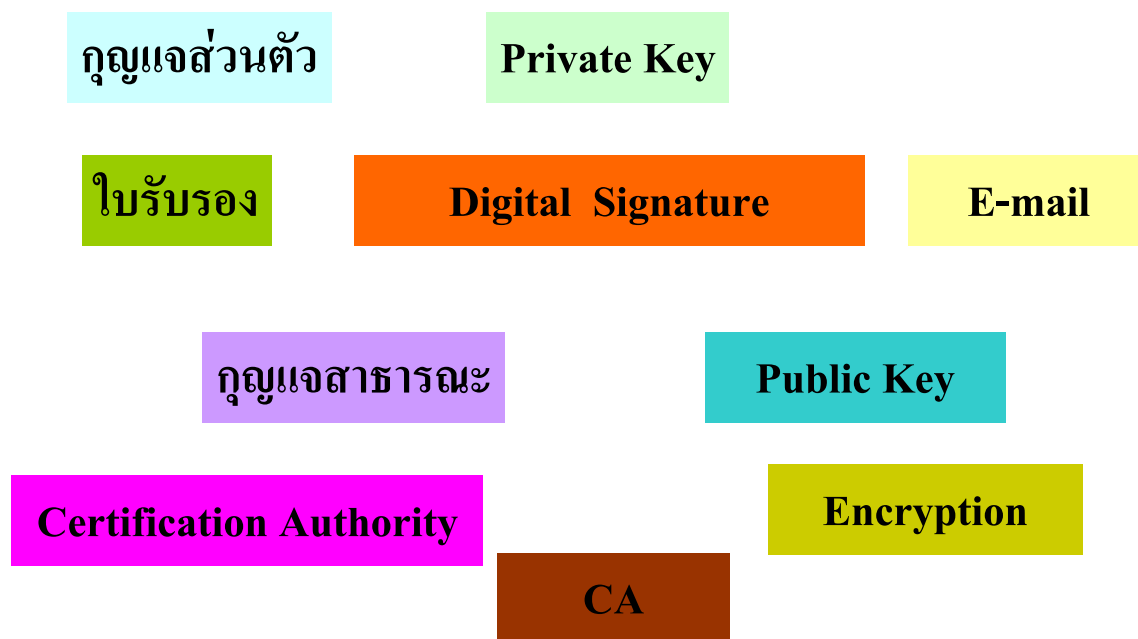 กุญแจส่วนตัว
Private Key
ใบรับรอง
Digital Signature
E-mail
กุญแจสาธารณะ
Public Key
Certification Authority
Encryption
CA